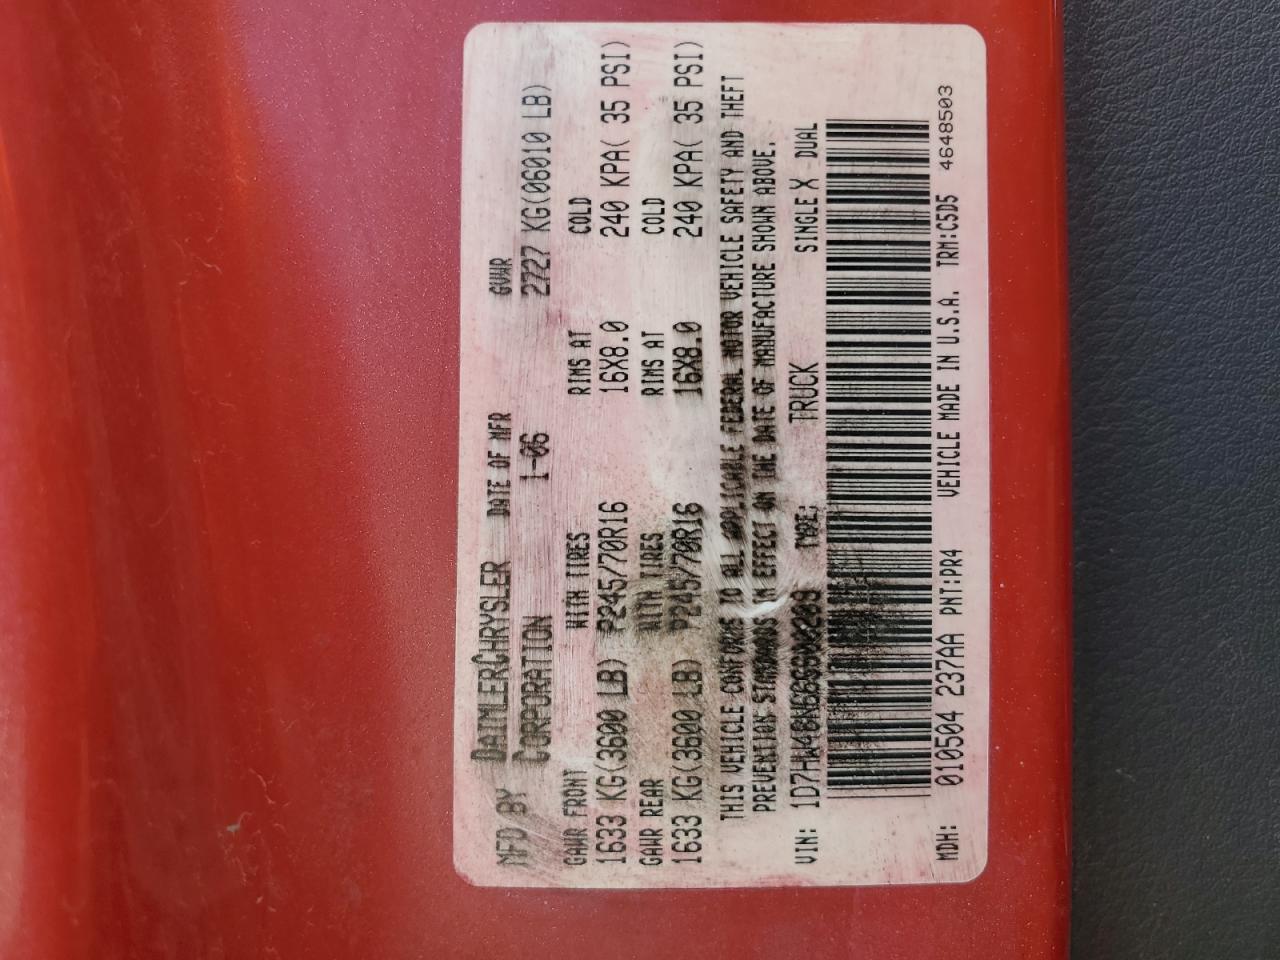 MFD BY DAIMLERCHRYSLER DATE OF MFR GVWR
CORPORATION 1-06 2727 KG(06010 LB)
GAWR FRONT WITH TIRES RIMS AT COLD
1633 KG(3600 LB) P245/70R16 16X8.0 240 KPA( 35 PSI)
GAWR REAR WITH TIRES RIMS AT COLD
1633 KG(3600 LB) P245/70R16 16X8.0 240 KPA( 35 PSI)
THIS VEHICLE CONFORMS TO ALL APPLICABLE FEDERAL MOTOR VEHICLE SAFETY AND THEFT
PREVENTION STANDARDS IN EFFECT ON THE DATE OF MANUFACTURE SHOWN ABOVE.
VIN: TYPE: TRUCK SINGLE X DUAL
MDH: 010504 237AA PNT:PR4 VEHICLE MADE IN U.S.A. TRM:C5D5 4648503